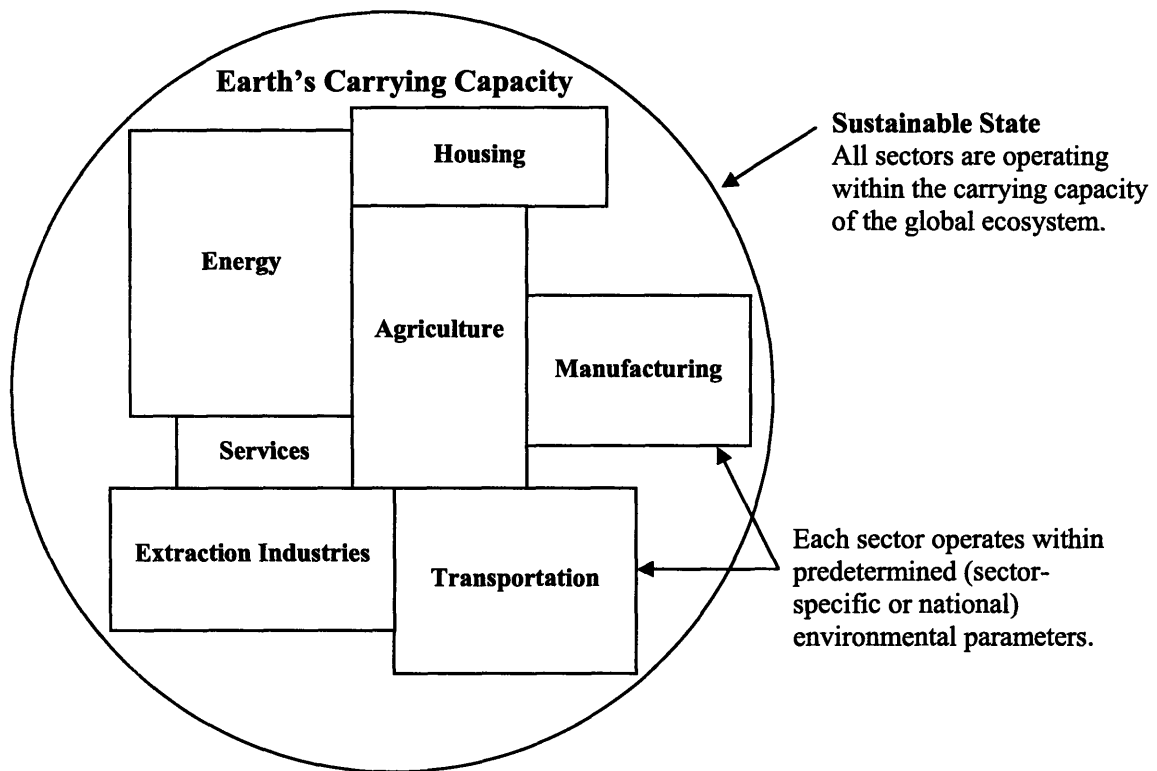 Earth's Carrying Capacity
Housing
Sustainable State
All sectors are operating
within the carrying capacity
of the global ecosystem.
Energy
Agriculture
Manufacturing
Services
Extraction Industries
Transportation
Each sector operates within
predetermined (sector-
specific or national)
environmental parameters.